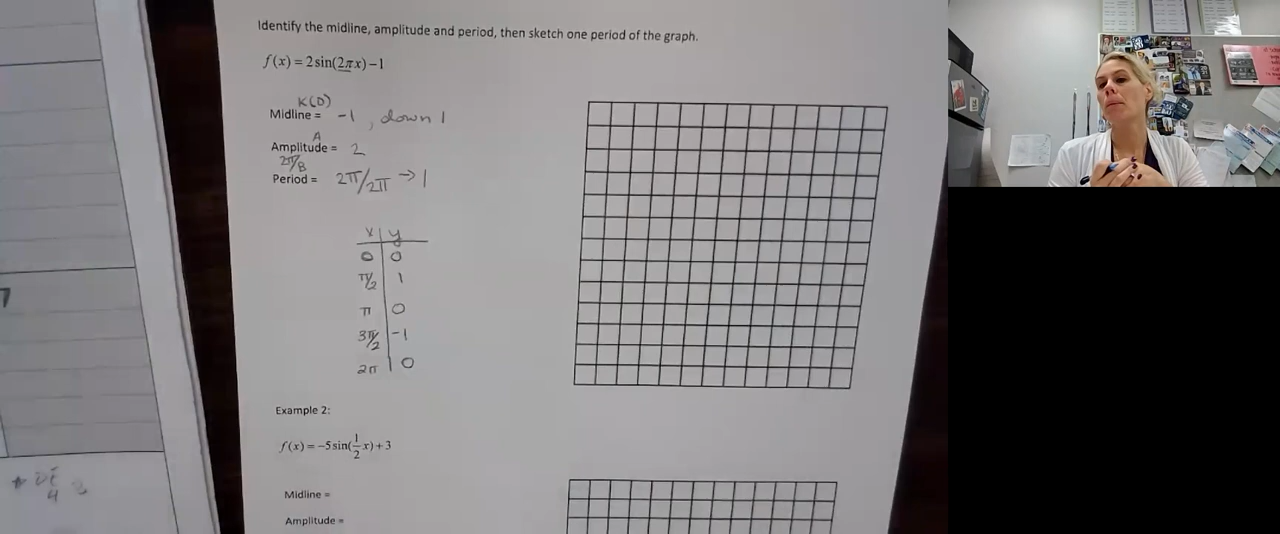 Identify the midline, amplitude and period, then sketch one period of the graph.
f(x) = 2sin(2πx) − 1
K(D)
Midline = -1, down 1
A
Amplitude = 2
2π/B
Period = 2π/2π → 1
x | y
0 | 0
π/2 | 1
π | 0
3π/2 | -1
2π | 0
Example 2:
f(x) = −5sin(1/2 x) + 3
Midline =
Amplitude =